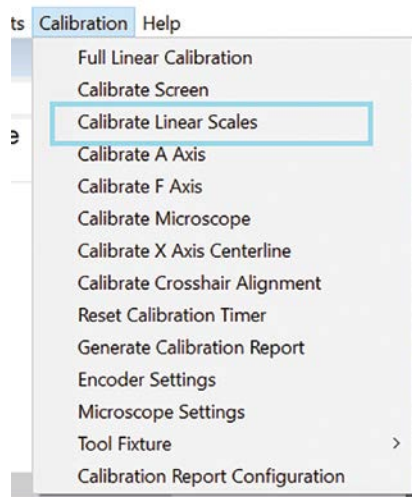 ts Calibration Help
Full Linear Calibration
Calibrate Screen
Calibrate Linear Scales
e
Calibrate A Axis
Calibrate F Axis
Calibrate Microscope
Calibrate X Axis Centerline
Calibrate Crosshair Alignment
Reset Calibration Timer
Generate Calibration Report
Encoder Settings
Microscope Settings
Tool Fixture >
Calibration Report Configuration